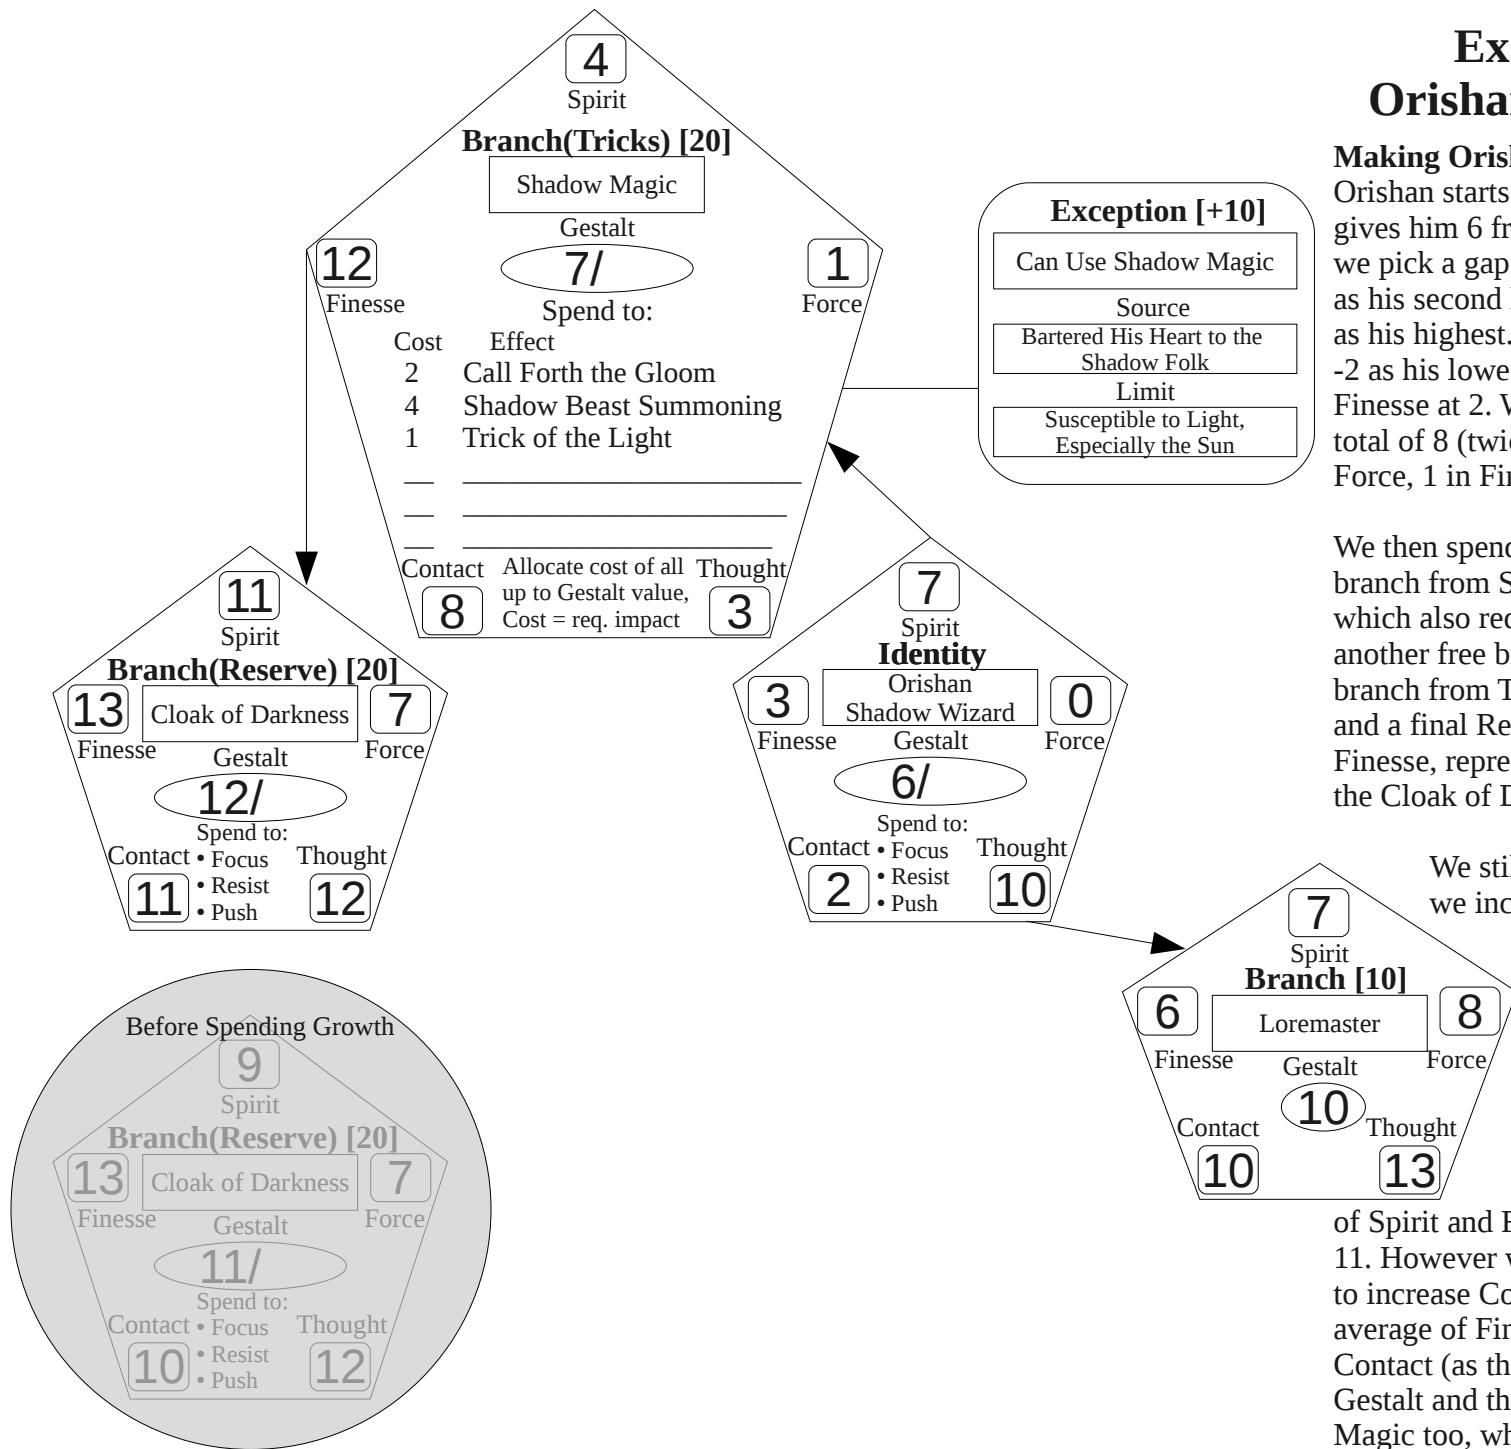 4
Spirit
Branch(Tricks) [20]
Shadow Magic
Gestalt
12
7/
1
Finesse
Force
Spend to:
Cost Effect
2 Call Forth the Gloom
4 Shadow Beast Summoning
1 Trick of the Light
__ ______________________
__ _____________________
__ ____________________
Contact
Allocate cost of all
up to Gestalt value,
Cost = req. impact
Thought
8
3
Exception [+10]
Can Use Shadow Magic
Source
Bartered His Heart to the
Shadow Folk
Limit
Susceptible to Light,
Especially the Sun
11
Spirit
Branch(Reserve) [20]
13
Cloak of Darkness
7
Finesse
Gestalt
Force
12/
Spend to:
Contact
• Focus
• Resist
• Push
Thought
11
12
7
Spirit
Identity
3
Orishan
Shadow Wizard
0
Finesse
Gestalt
Force
6/
Spend to:
Contact
• Focus
• Resist
• Push
Thought
2
10
7
Spirit
Branch [10]
6
Loremaster
8
Finesse
Gestalt
Force
10
Contact
Thought
10
13
Before Spending Growth
9
Spirit
Branch(Reserve) [20]
13
Cloak of Darkness
7
Finesse
Gestalt
Force
11/
Spend to:
Contact
• Focus
• Resist
• Push
Thought
10
12
Ex
Orishan
Making Orish
Orishan starts
gives him 6 fr
we pick a gap
as his second
as his highest.
-2 as his lowe
Finesse at 2. W
total of 8 (twic
Force, 1 in Fin
We then spend
branch from S
which also req
another free b
branch from T
and a final Re
Finesse, repre
the Cloak of D
We stil
we inc
of Spirit and F
11. However w
to increase Co
average of Fin
Contact (as th
Gestalt and th
Magic too, wh